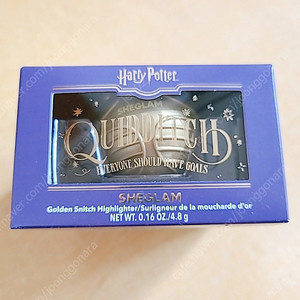 Harry Potter
SHEGLAM
QUIDDITCH
EVERYONE SHOULD HAVE GOALS
SHEGLAM
Golden Snitch Highlighter/Surligneur de la moucharde d'or
NET WT. 0.16 OZ./4.8 g